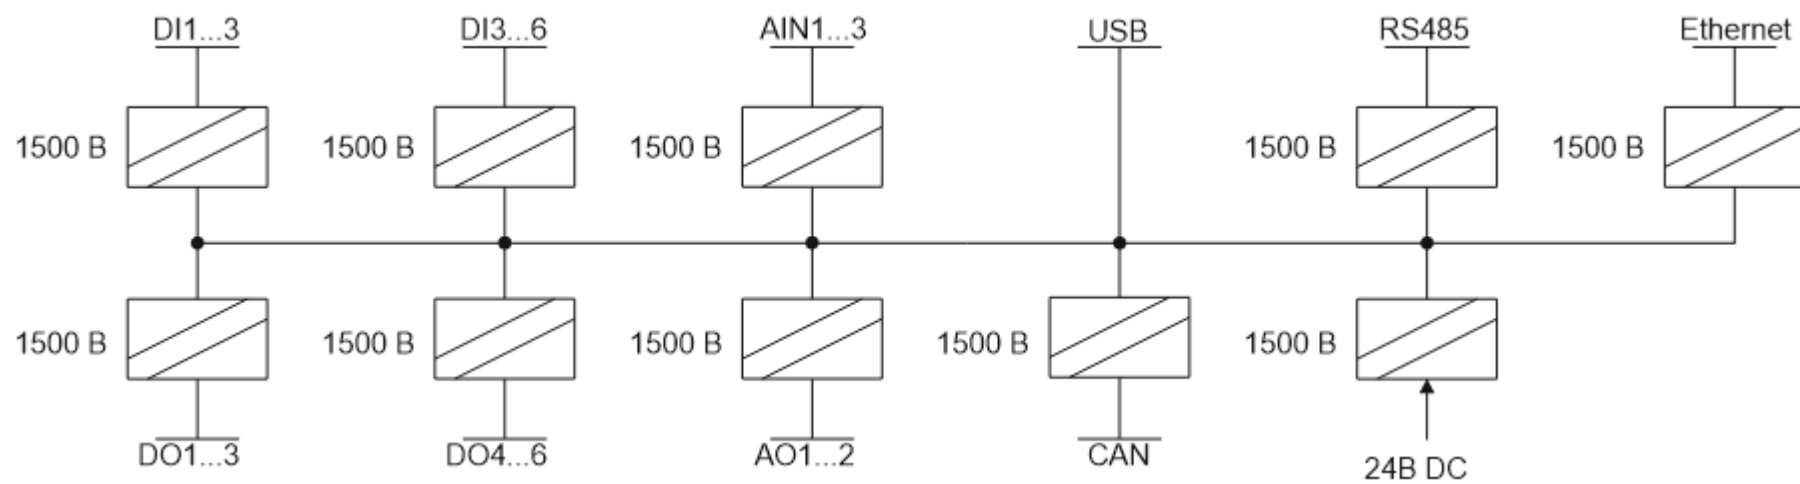 DI1...3 DI3...6 AIN1...3 USB RS485 Ethernet
1500 В 1500 В 1500 В 1500 В 1500 В
1500 В 1500 В 1500 В 1500 В 1500 В
DO1...3 DO4...6 AO1...2 CAN 24В DC